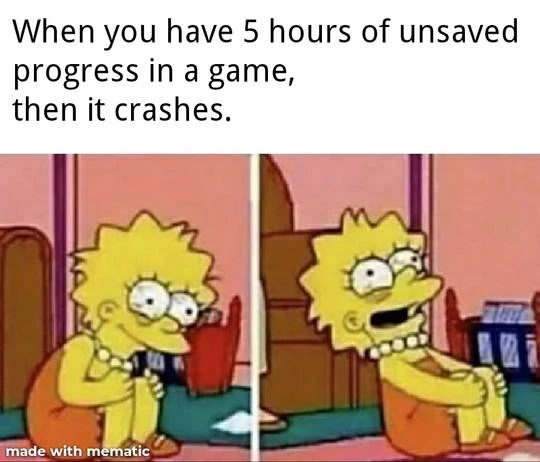 When you have 5 hours of unsaved
progress in a game,
then it crashes.
made with mematic